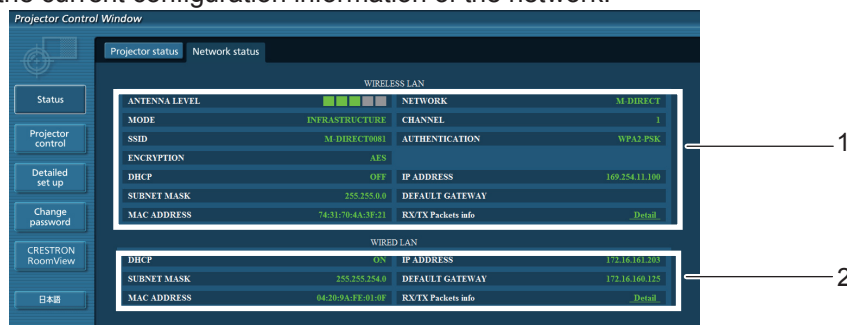 the current configuration information of the network.
Projector Control Window
Projector status Network status
WIRELESS LAN
ANTENNA LEVEL NETWORK M-DIRECT
MODE INFRASTRUCTURE CHANNEL 1
SSID M-DIRECT0081 AUTHENTICATION WPA2-PSK
ENCRYPTION AES
DHCP OFF IP ADDRESS 169.254.11.100
SUBNET MASK 255.255.0.0 DEFAULT GATEWAY
MAC ADDRESS 74:31:70:4A:3F:21 RX/TX Packets info Detail
WIRED LAN
DHCP ON IP ADDRESS 172.16.161.203
SUBNET MASK 255.255.254.0 DEFAULT GATEWAY 172.16.160.125
MAC ADDRESS 04:20:9A:FE:01:0F RX/TX Packets info Detail
Status
Projector
control
Detailed
set up
Change
password
CRESTRON
RoomView
日本語
1
2